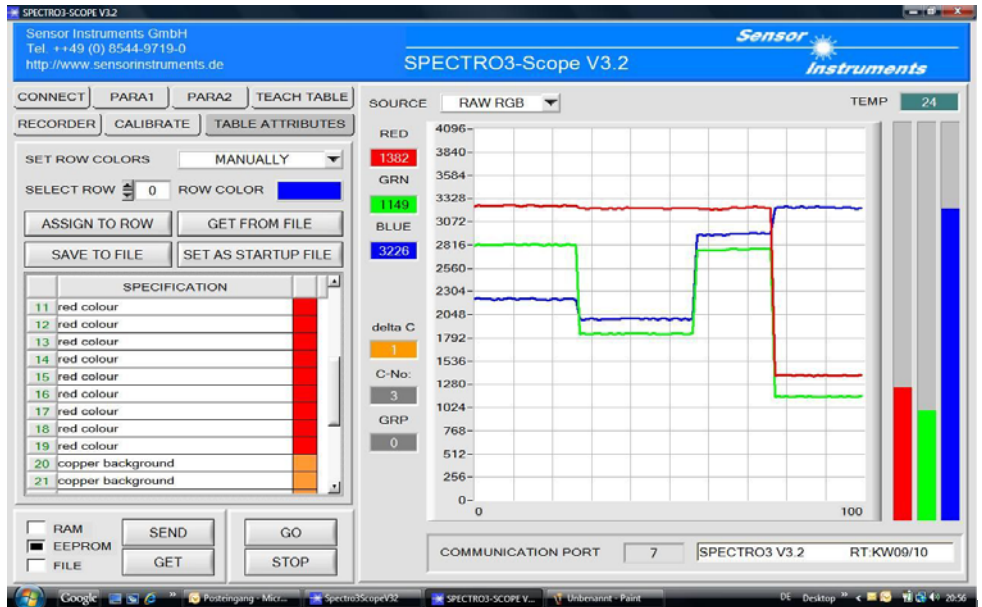 SPECTRO3-SCOPE V3.2
Sensor Instruments GmbH
Tel. ++49 (0) 8544-9719-0
http://www.sensorinstruments.de
SPECTRO3-Scope V3.2
Sensor
Instruments
CONNECT PARA1 PARA2 TEACH TABLE
RECORDER CALIBRATE TABLE ATTRIBUTES
SET ROW COLORS MANUALLY
SELECT ROW 0 ROW COLOR
ASSIGN TO ROW GET FROM FILE
SAVE TO FILE SET AS STARTUP FILE
SPECIFICATION
11 red colour
12 red colour
13 red colour
14 red colour
15 red colour
16 red colour
17 red colour
18 red colour
19 red colour
20 copper background
21 copper background
RAM
EEPROM
FILE
SEND
GET
GO
STOP
SOURCE RAW RGB
TEMP 24
RED
1382
GRN
1149
BLUE
3226
delta C
1
C-No:
3
GRP
0
4096
3840
3584
3328
3072
2816
2560
2304
2048
1792
1536
1280
1024
768
512
256
0
0 100
COMMUNICATION PORT 7 SPECTRO3 V3.2 RT:KW09/10
Google » Posteingang - Micr... Spectro3ScopeV32 SPECTRO3-SCOPE V... Unbenannt - Paint DE Desktop » 20:56